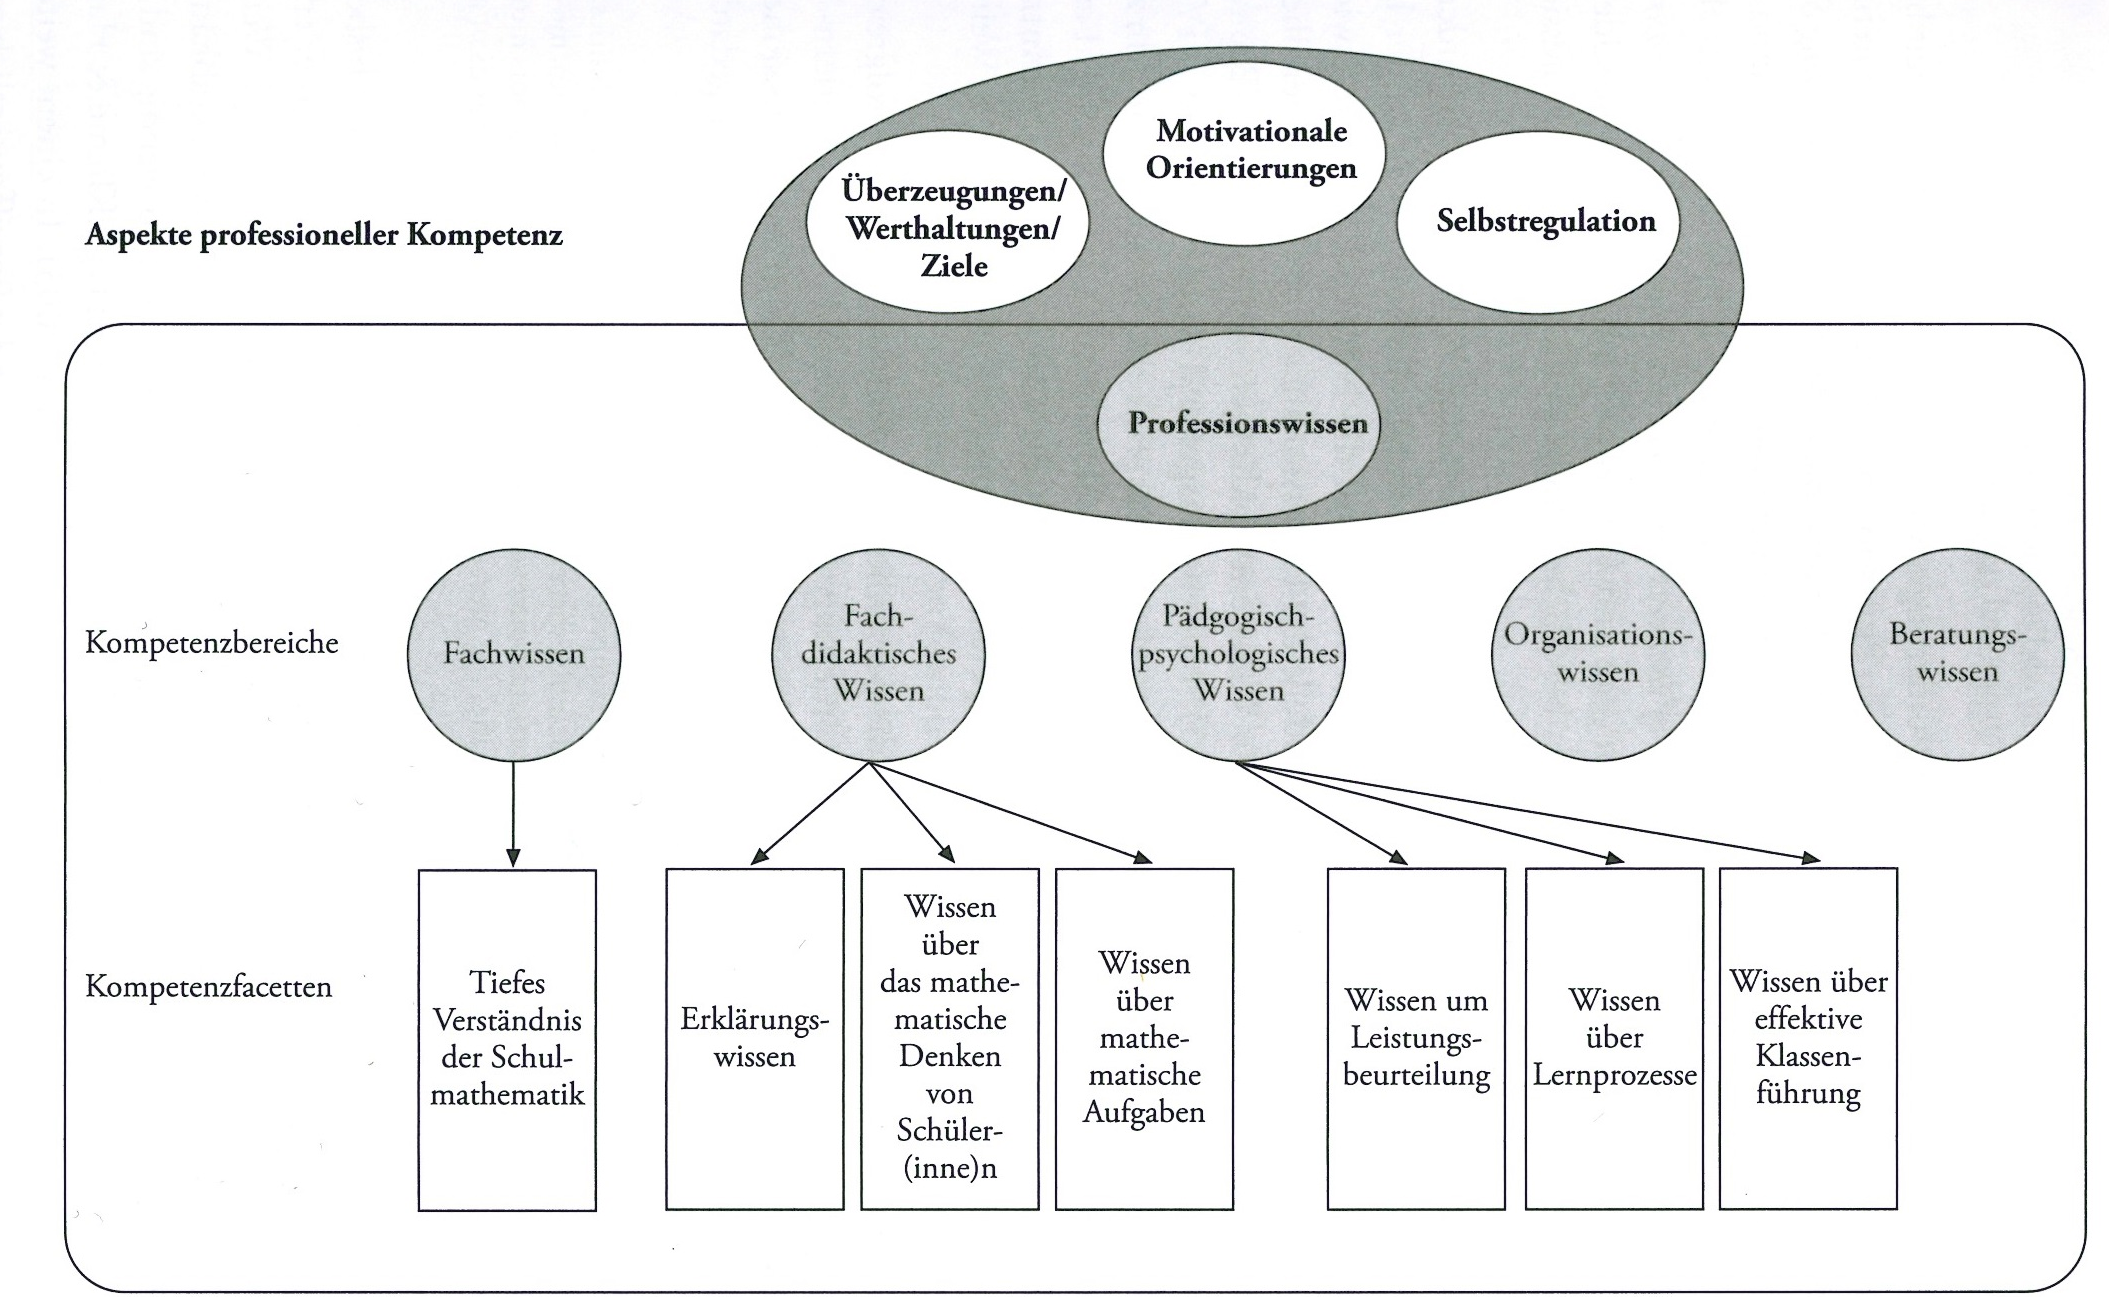 Motivationale
Orientierungen
Überzeugungen/
Werthaltungen/
Ziele
Selbstregulation
Aspekte professioneller Kompetenz
Professionswissen
Kompetenzbereiche
Fachwissen
Fach-
didaktisches
Wissen
Pädgogisch-
psychologisches
Wissen
Organisations-
wissen
Beratungs-
wissen
Kompetenzfacetten
Tiefes
Verständnis
der Schul-
mathematik
Erklärungs-
wissen
Wissen
über
das mathe-
matische
Denken
von
Schüler-
(inne)n
Wissen
über
mathe-
matische
Aufgaben
Wissen um
Leistungs-
beurteilung
Wissen
über
Lernprozesse
Wissen über
effektive
Klassen-
führung